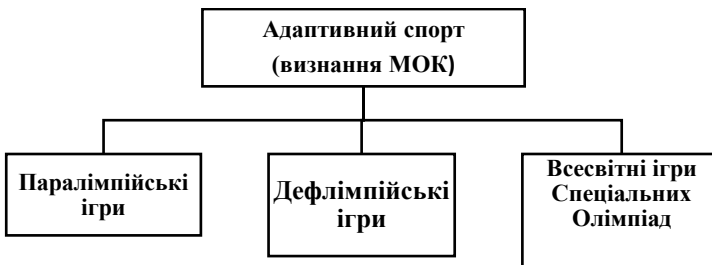 Адаптивний спорт
(визнання МОК)
Паралімпійські
ігри
Дефлімпійські
ігри
Всесвітні ігри
Спеціальних
Олімпіад